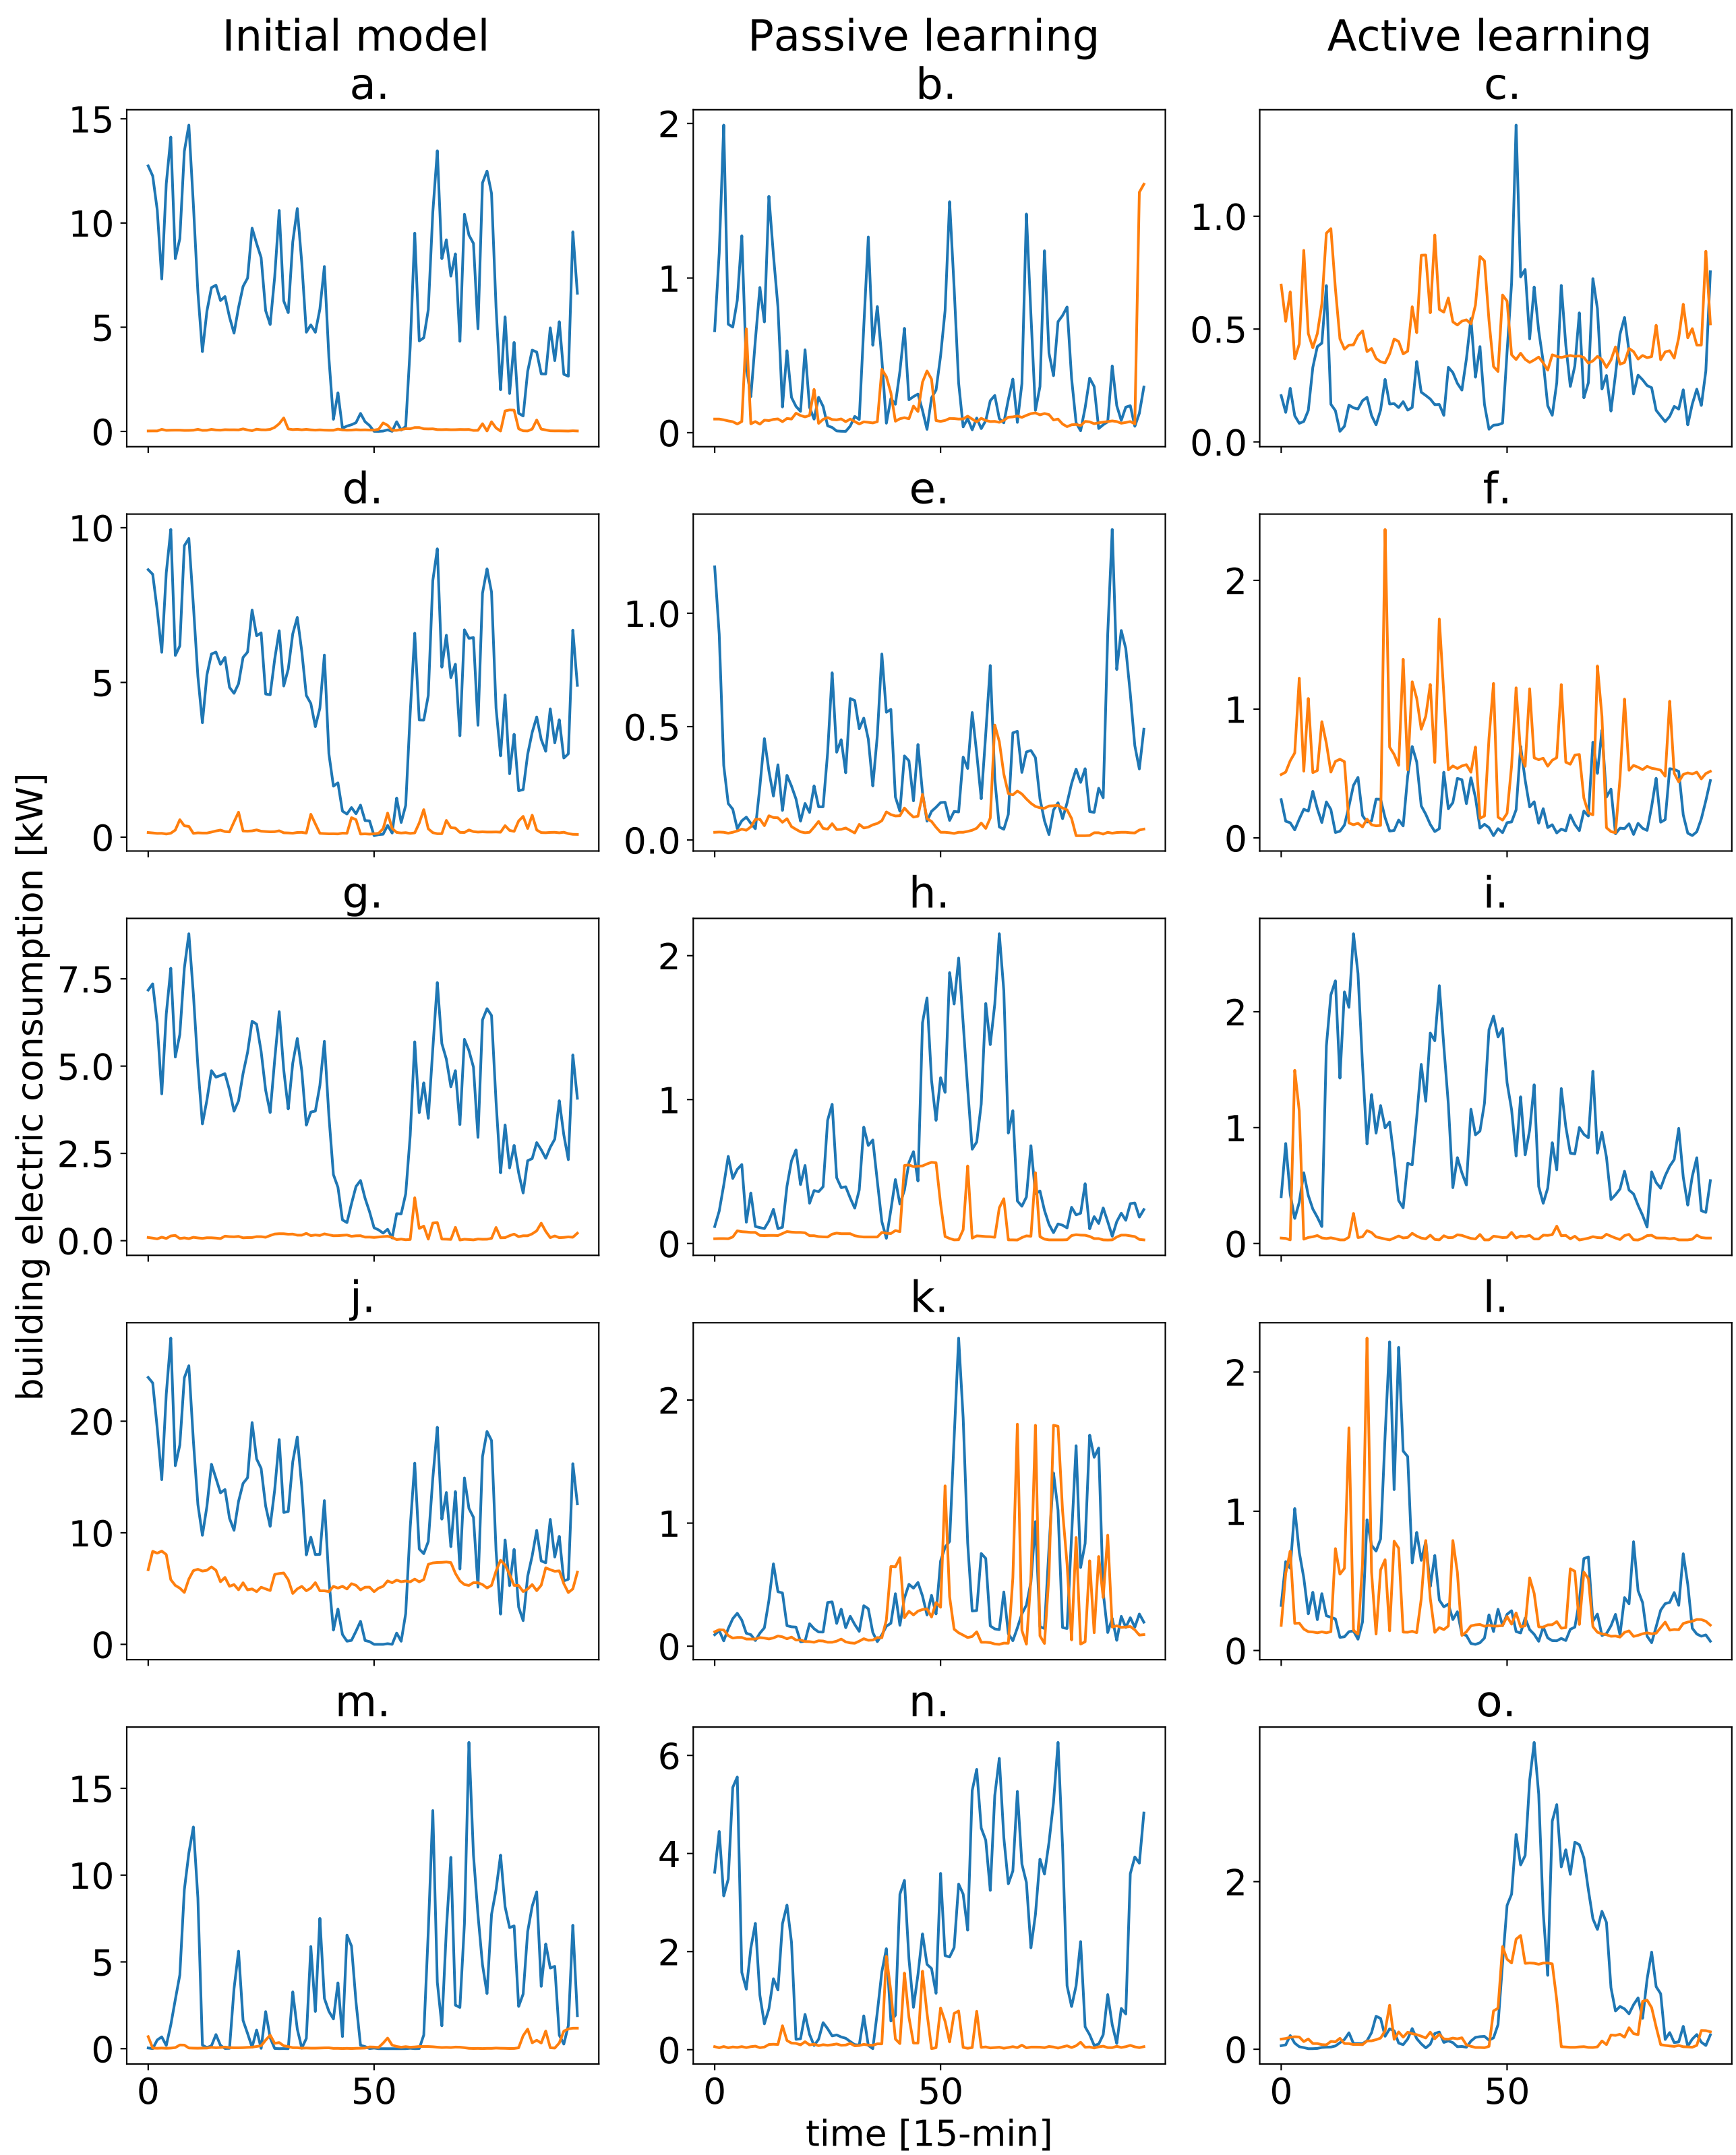 Initial model
Passive learning
Active learning
a.
b.
c.
15
10
5
0
2
1
0
1.0
0.5
0.0
d.
e.
f.
10
5
0
1.0
0.5
0.0
2
1
0
g.
h.
i.
7.5
5.0
2.5
0.0
2
1
0
2
1
0
j.
k.
l.
20
10
0
2
1
0
2
1
0
m.
n.
o.
15
10
5
0
6
4
2
0
2
0
0
50
0
50
0
50
building electric consumption [kW]
time [15-min]